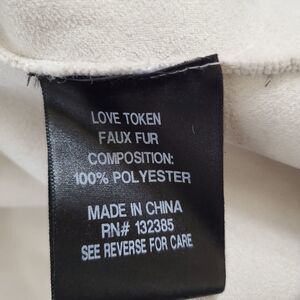 LOVE TOKEN
FAUX FUR
COMPOSITION:
100% POLYESTER
MADE IN CHINA
RN# 132385
SEE REVERSE FOR CARE